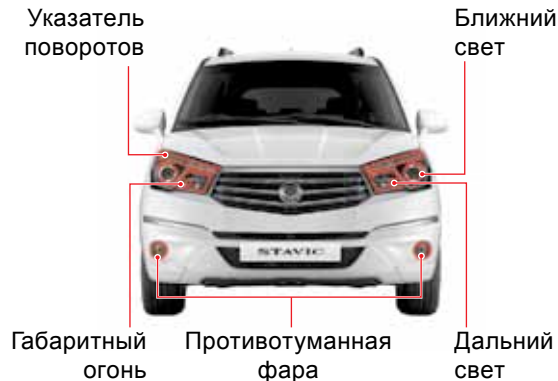 Указатель
поворотов
Ближний
свет
STAVIC
Габаритный
огонь
Противотуманная
фара
Дальний
свет